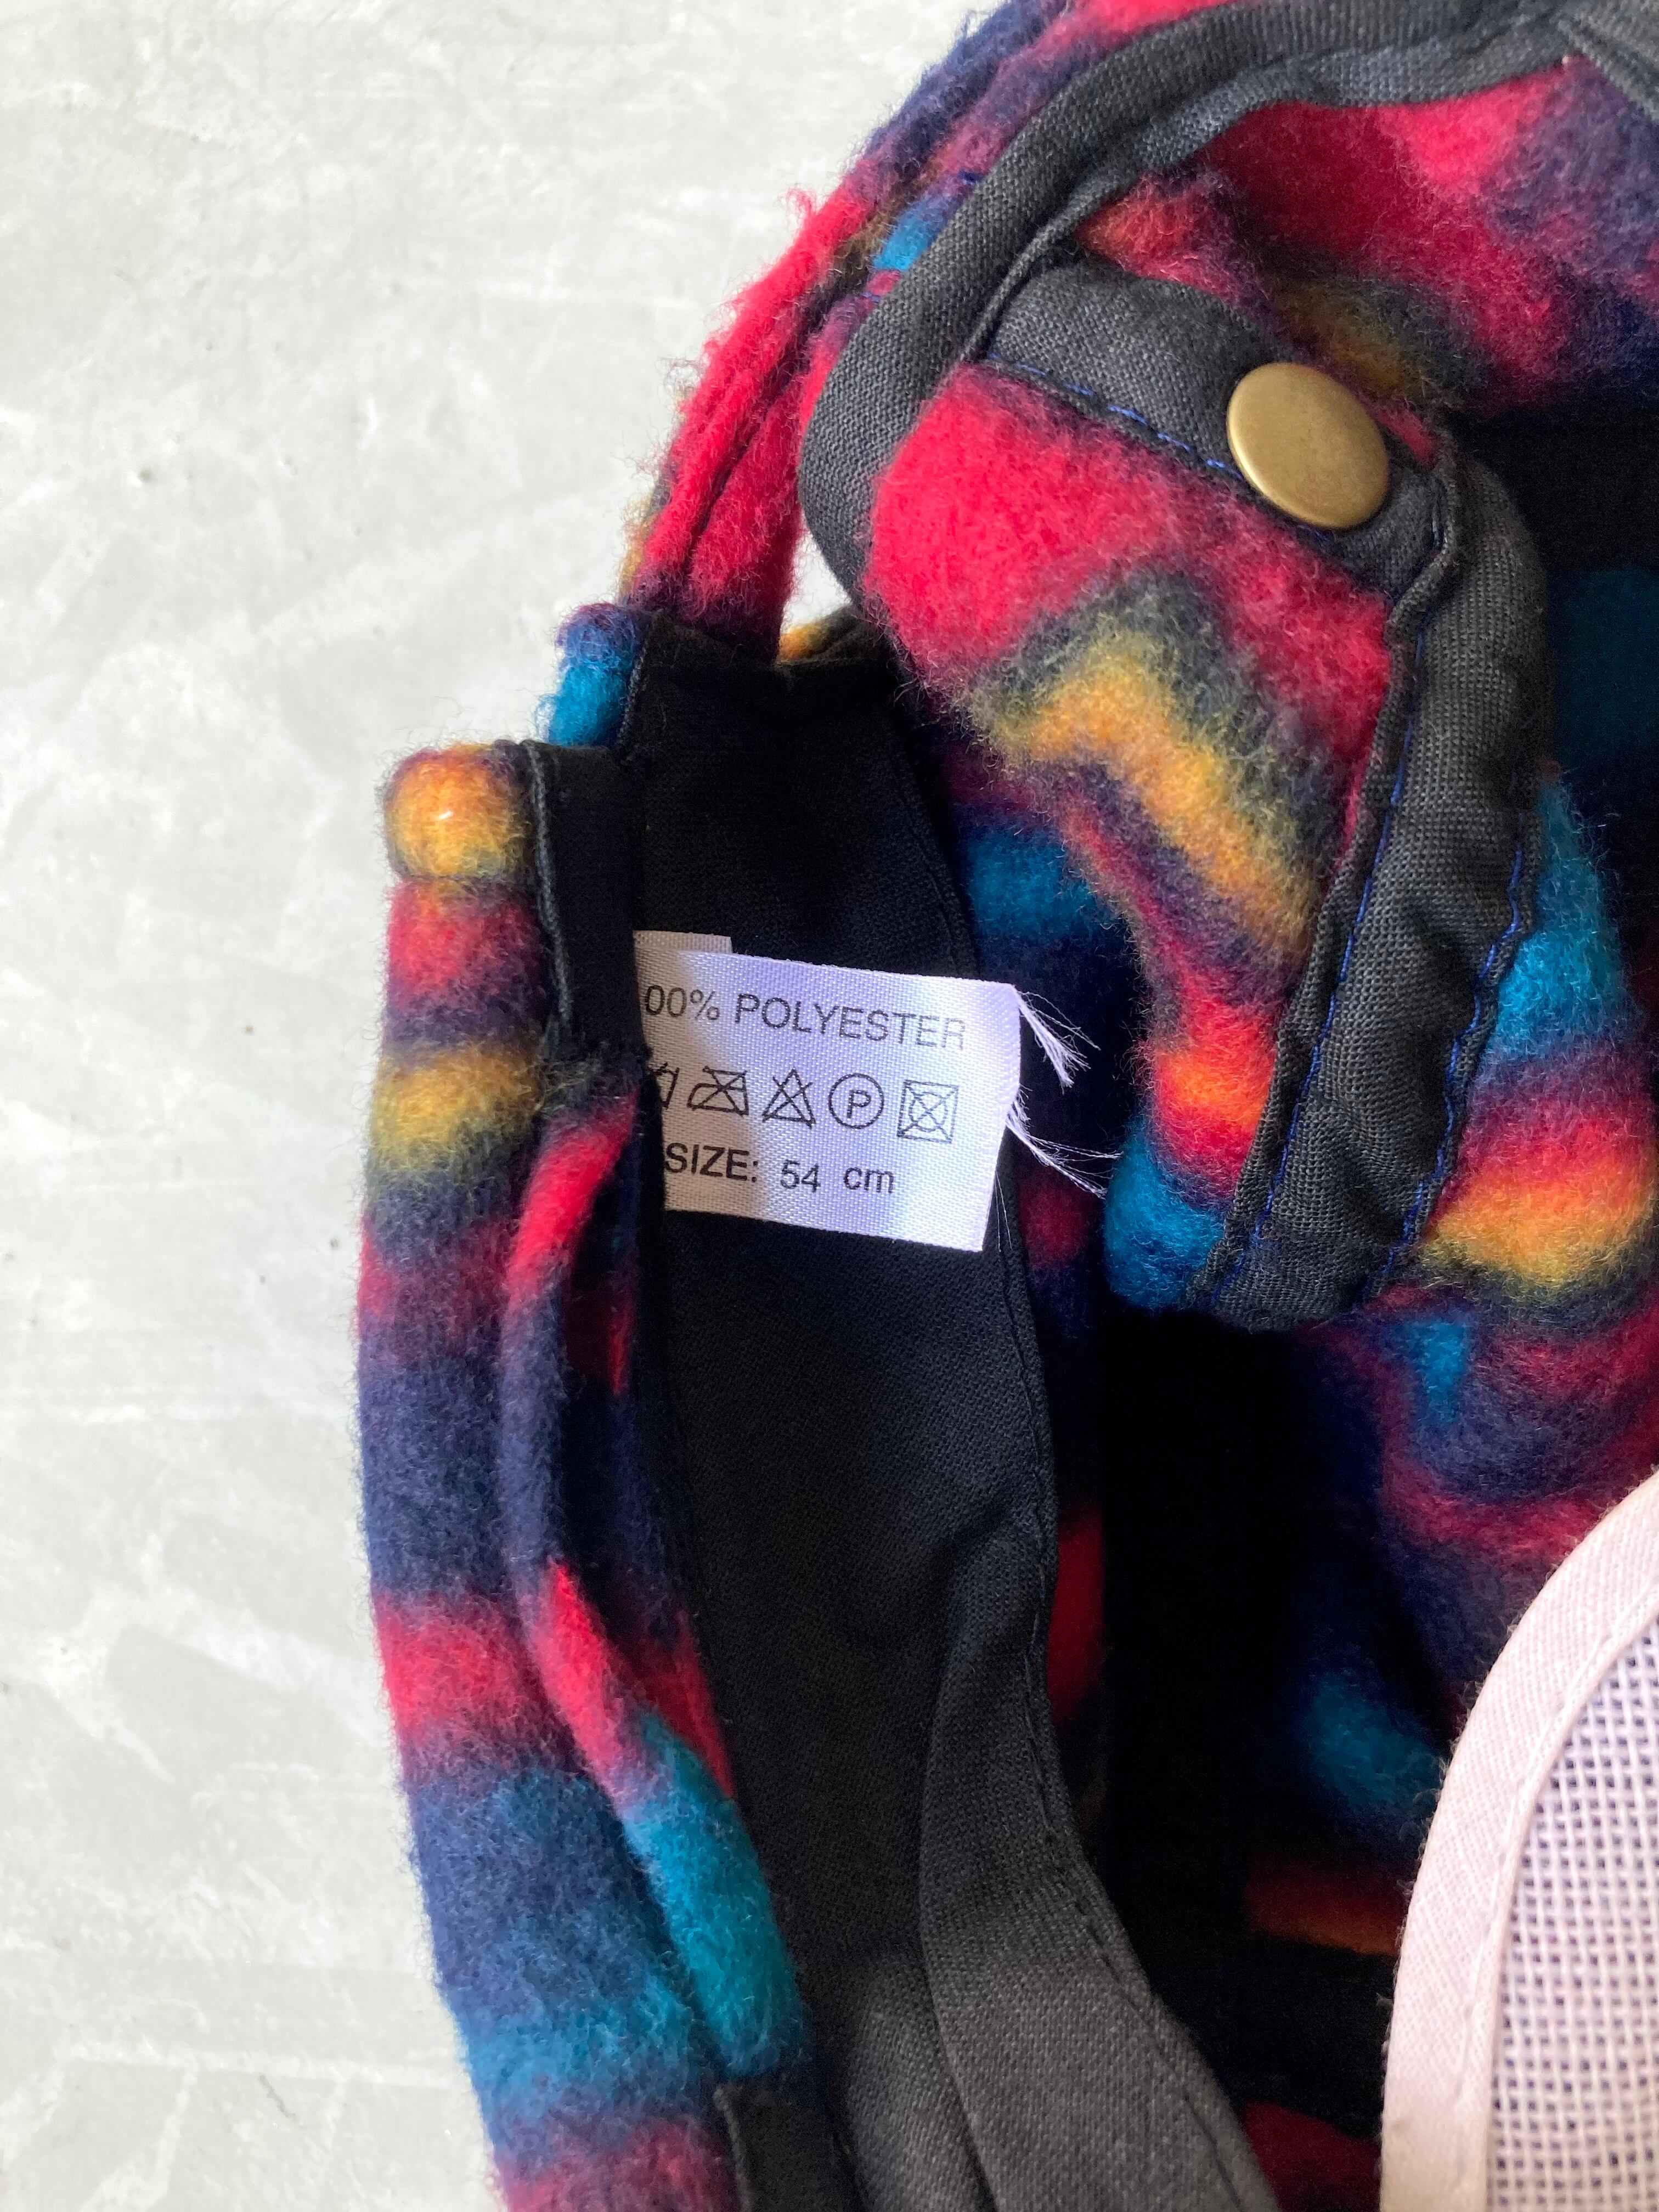 00% POLYESTER
P
SIZE: 54 cm